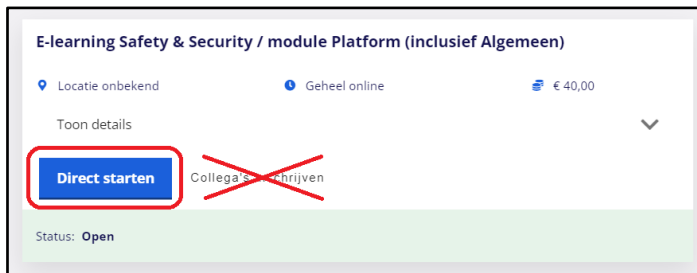 E-learning Safety & Security / module Platform (inclusief Algemeen)
Locatie onbekend Geheel online € 40,00
Toon details
Direct starten Collega's
Status: Open